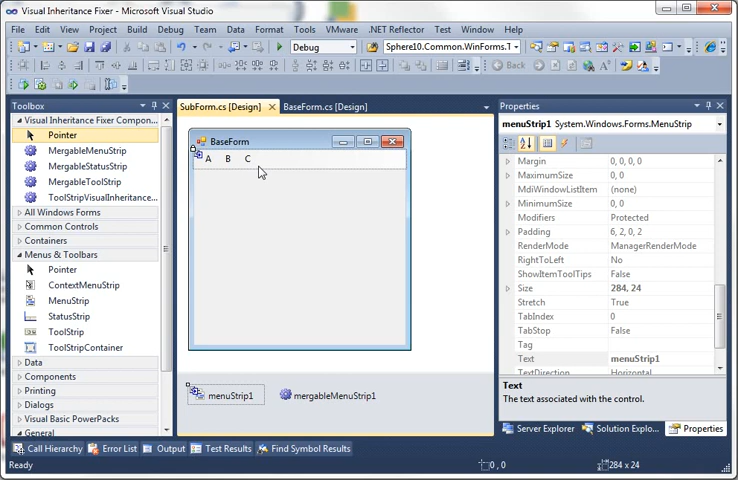 Visual Inheritance Fixer - Microsoft Visual Studio
File Edit View Project Build Debug Team Data Format Tools VMware .NET Reflector Test Window Help
Debug Sphere10.Common.WinForms.T
Back
Toolbox
Visual Inheritance Fixer Compon...
Pointer
MergableMenuStrip
MergableStatusStrip
MergableToolStrip
ToolStripVisualInheritance...
All Windows Forms
Common Controls
Containers
Menus & Toolbars
Pointer
ContextMenuStrip
MenuStrip
StatusStrip
ToolStrip
ToolStripContainer
Data
Components
Printing
Dialogs
Visual Basic PowerPacks
General
SubForm.cs [Design] BaseForm.cs [Design]
BaseForm
A B C
menuStrip1 mergableMenuStrip1
Properties
menuStrip1 System.Windows.Forms.MenuStrip
Margin 0, 0, 0, 0
MaximumSize 0, 0
MdiWindowListItem (none)
MinimumSize 0, 0
Modifiers Protected
Padding 6, 2, 0, 2
RenderMode ManagerRenderMode
RightToLeft No
ShowItemToolTips False
Size 284, 24
Stretch True
TabIndex 0
TabStop False
Tag
Text menuStrip1
TextDirection Horizontal
Text
The text associated with the control.
Server Explorer Solution Explo... Properties
Call Hierarchy Error List Output Test Results Find Symbol Results
Ready 0 , 0 284 x 24